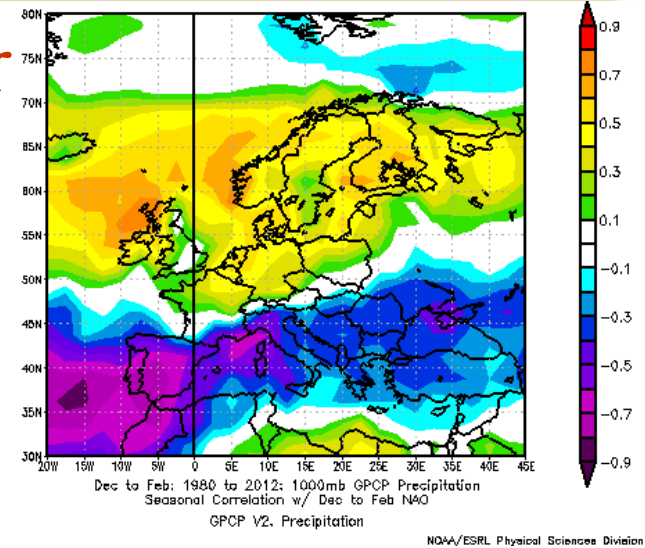 r
80N
75N
70N
65N
60N
55N
50N
45N
40N
35N
30N
20W 15W 10W 5W 0 5E 10E 15E 20E 25E 30E 35E 40E 45E
0.9
0.7
0.5
0.3
0.1
-0.1
-0.3
-0.5
-0.7
-0.9
Dec to Feb: 1980 to 2012: 1000mb GPCP Precipitation
Seasonal Correlation w/ Dec to Feb NAO
GPCP V2. Precipitation
NOAA/ESRL Physical Sciences Division